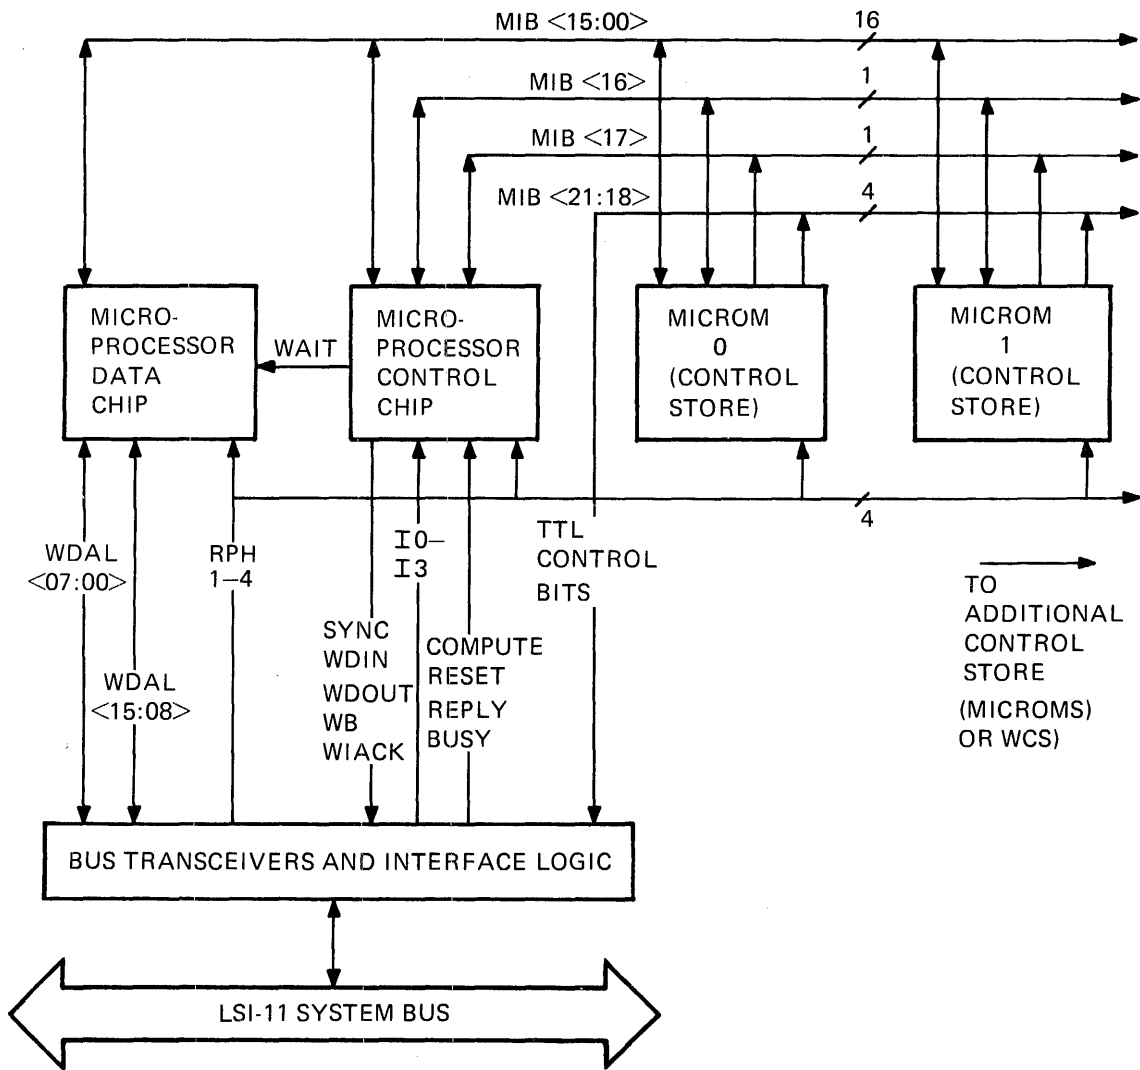 MIB <15:00>
16
MIB <16>
1
MIB <17>
1
MIB <21:18>
4
MICRO-
PROCESSOR
DATA
CHIP
WAIT
MICRO-
PROCESSOR
CONTROL
CHIP
MICROM
0
(CONTROL
STORE)
MICROM
1
(CONTROL
STORE)
4
WDAL
<07:00>
WDAL
<15:08>
RPH
1–4
SYNC
WDIN
WDOUT
WB
WIACK
I0–
I3
COMPUTE
RESET
REPLY
BUSY
TTL
CONTROL
BITS
TO
ADDITIONAL
CONTROL
STORE
(MICROMS)
OR WCS)
BUS TRANSCEIVERS AND INTERFACE LOGIC
LSI-11 SYSTEM BUS